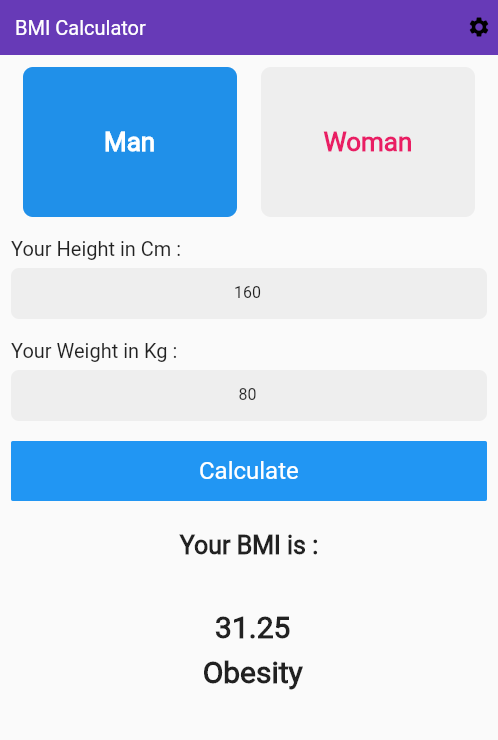 BMI Calculator
Man
Woman
Your Height in Cm :
160
Your Weight in Kg :
80
Calculate
Your BMI is :
31.25
Obesity